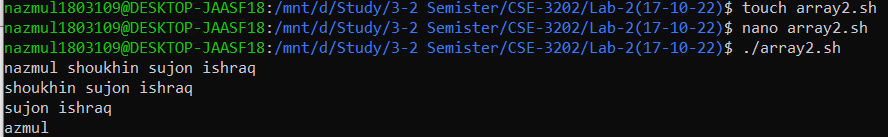 nazmul1803109@DESKTOP-JAASF18:/mnt/d/Study/3-2 Semister/CSE-3202/Lab-2(17-10-22)$ touch array2.sh
nazmul1803109@DESKTOP-JAASF18:/mnt/d/Study/3-2 Semister/CSE-3202/Lab-2(17-10-22)$ nano array2.sh
nazmul1803109@DESKTOP-JAASF18:/mnt/d/Study/3-2 Semister/CSE-3202/Lab-2(17-10-22)$ ./array2.sh
nazmul shoukhin sujon ishraq
shoukhin sujon ishraq
sujon ishraq
azmul